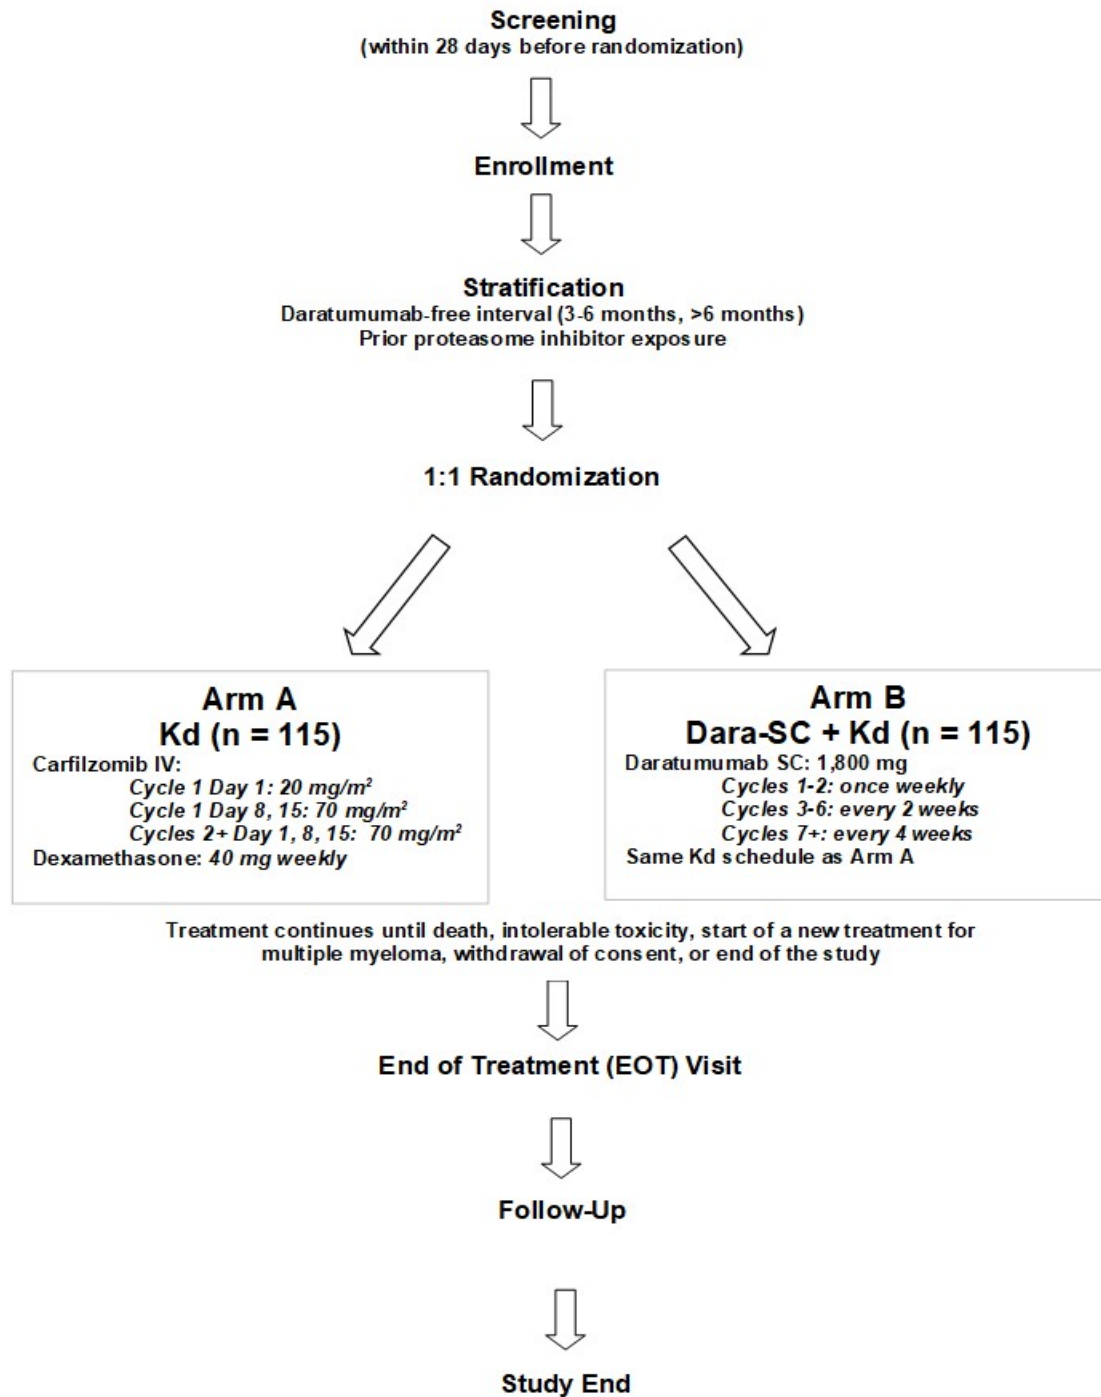 Screening
(within 28 days before randomization)
Enrollment
Stratification
Daratumumab-free interval (3-6 months, >6 months)
Prior proteasome inhibitor exposure
1:1 Randomization
Arm A
Kd (n = 115)
Carfilzomib IV:
Cycle 1 Day 1: 20 mg/m²
Cycle 1 Day 8, 15: 70 mg/m²
Cycles 2+ Day 1, 8, 15: 70 mg/m²
Dexamethasone: 40 mg weekly
Arm B
Dara-SC + Kd (n = 115)
Daratumumab SC: 1,800 mg
Cycles 1-2: once weekly
Cycles 3-6: every 2 weeks
Cycles 7+: every 4 weeks
Same Kd schedule as Arm A
Treatment continues until death, intolerable toxicity, start of a new treatment for
multiple myeloma, withdrawal of consent, or end of the study
End of Treatment (EOT) Visit
Follow-Up
Study End